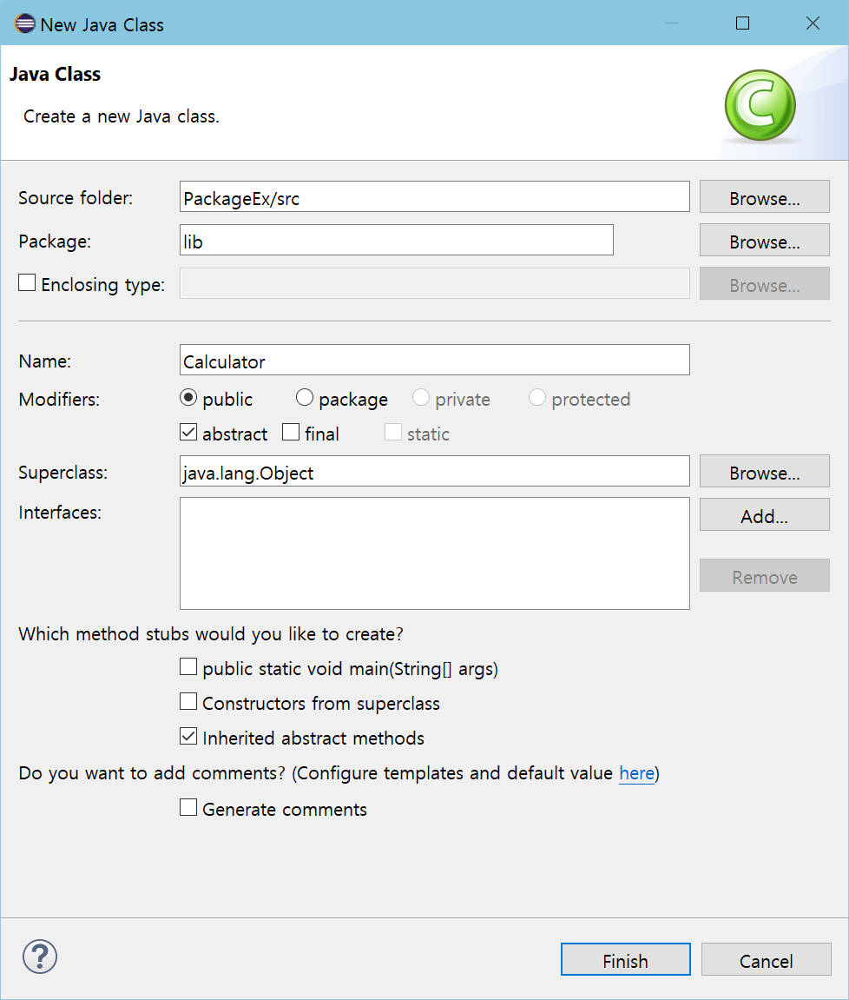 New Java Class
Java Class
Create a new Java class.
C
Source folder: PackageEx/src Browse...
Package: lib Browse...
Enclosing type: Browse...
Name: Calculator
Modifiers: public package private protected
abstract final static
Superclass: java.lang.Object Browse...
Interfaces: Add...
Remove
Which method stubs would you like to create?
public static void main(String[] args)
Constructors from superclass
Inherited abstract methods
Do you want to add comments? (Configure templates and default value here)
Generate comments
? Finish Cancel